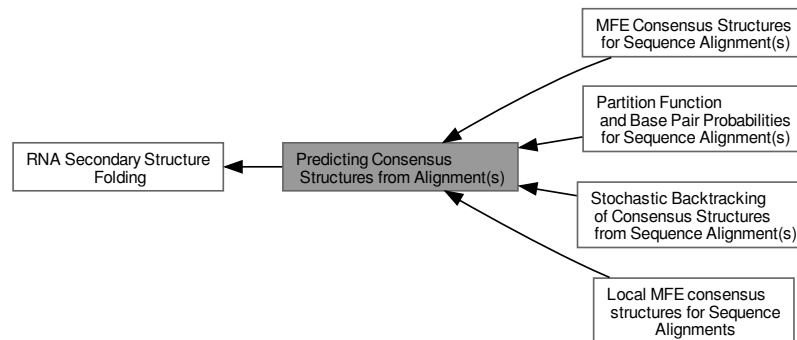 RNA Secondary Structure
Folding
Predicting Consensus
Structures from Alignment(s)
MFE Consensus Structures
for Sequence Alignment(s)
Partition Function
and Base Pair Probabilities
for Sequence Alignment(s)
Stochastic Backtracking
of Consensus Structures
from Sequence Alignment(s)
Local MFE consensus
structures for Sequence
Alignments